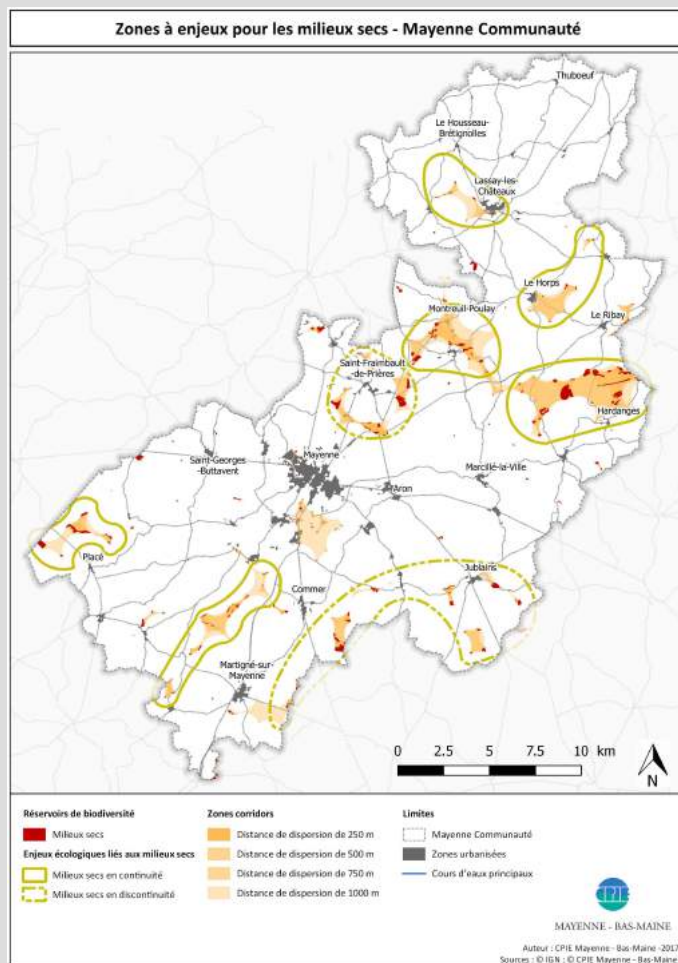 Zones à enjeux pour les milieux secs - Mayenne Communauté
Thuboeuf
Le Housseau-
Brétignolles
Lassay-les-
Châteaux
Le Horps
Montreuil-Poulay
Le Ribay
Saint-Fraimbault
-de-Prières
Hardanges
Saint-Georges
-Buttavent
Mayenne
Marcillé-la-Ville
Aron
Placé
Jublains
Commer
Martigné-sur-
Mayenne
0 2.5 5 7.5 10 km
N
Réservoirs de biodiversité
Milieux secs
Enjeux écologiques liés aux milieux secs
Milieux secs en continuité
Milieux secs en discontinuité
Zones corridors
Distance de dispersion de 250 m
Distance de dispersion de 500 m
Distance de dispersion de 750 m
Distance de dispersion de 1000 m
Limites
Mayenne Communauté
Zones urbanisées
Cours d'eaux principaux
CPIE
MAYENNE - BAS-MAINE
Auteur : CPIE Mayenne - Bas-Maine -2017
Sources : © IGN ; © CPIE Mayenne - Bas-Maine